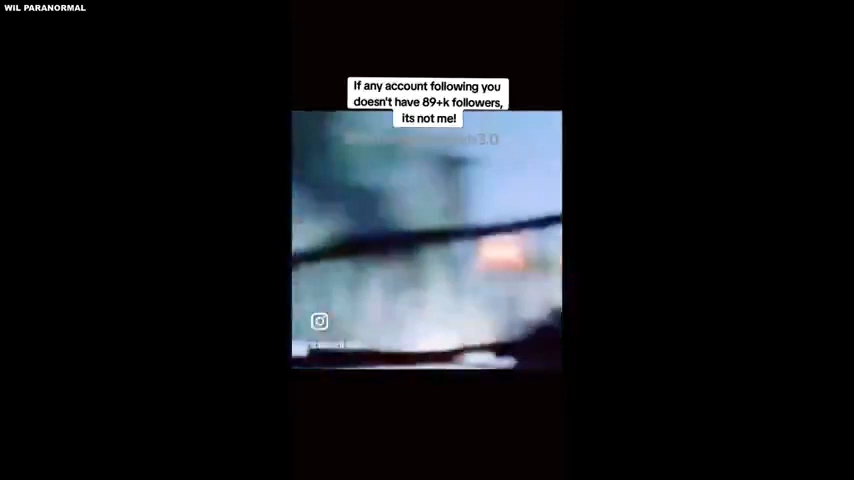 WIL PARANORMAL
If any account following you
doesn't have 89+k followers,
its not me!